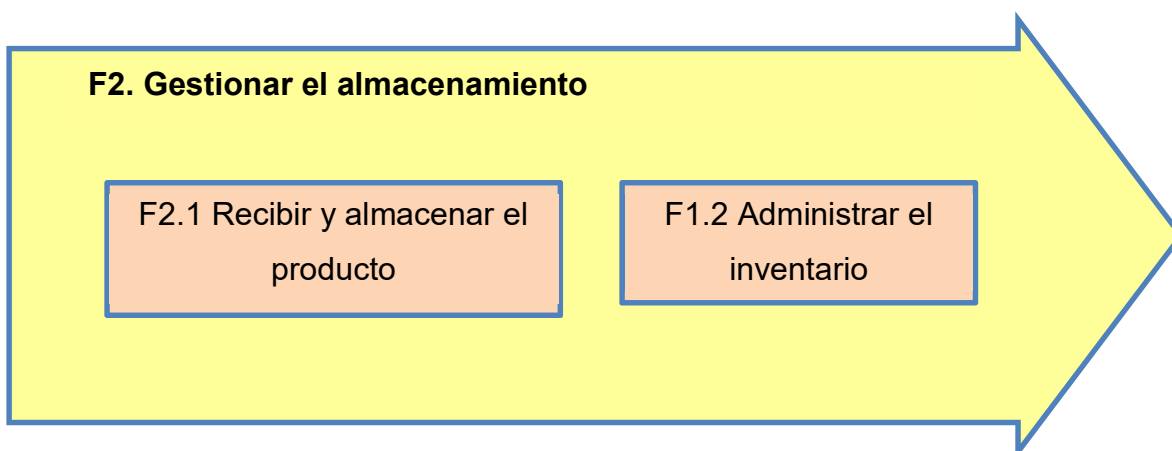 F2. Gestionar el almacenamiento
F2.1 Recibir y almacenar el
producto
F1.2 Administrar el
inventario